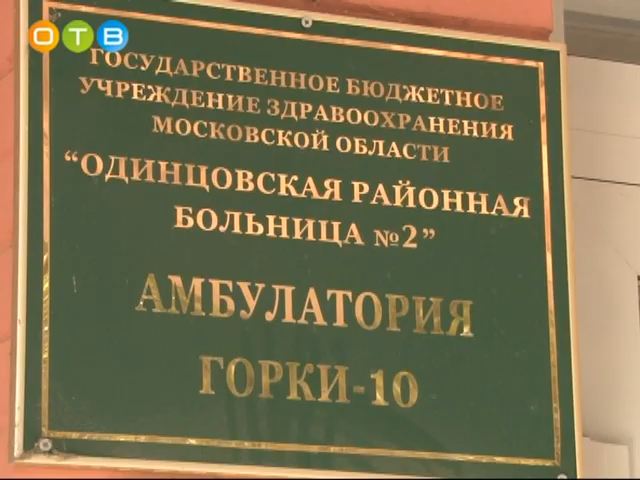 ОТВ
ГОСУДАРСТВЕННОЕ БЮДЖЕТНОЕ
УЧРЕЖДЕНИЕ ЗДРАВООХРАНЕНИЯ
МОСКОВСКОЙ ОБЛАСТИ
“ОДИНЦОВСКАЯ РАЙОННАЯ
БОЛЬНИЦА №2”
АМБУЛАТОРИЯ
ГОРКИ-10